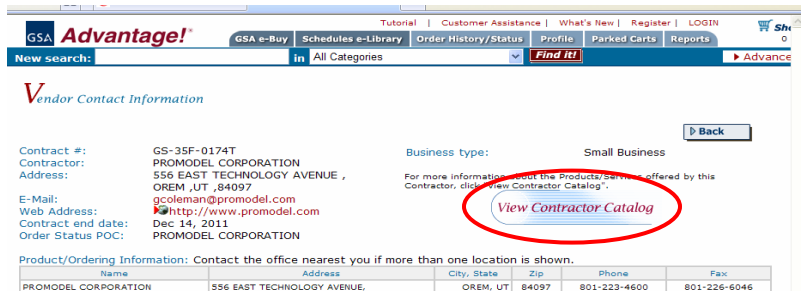 Tutorial | Customer Assistance | What's New | Register | LOGIN
GSA Advantage!
GSA e-Buy Schedules e-Library Order History/Status Profile Parked Carts Reports
0
New search: in All Categories Find it!
Vendor Contact Information
Back
Contract #: GS-35F-0174T Business type: Small Business
Contractor: PROMODEL CORPORATION
Address: 556 EAST TECHNOLOGY AVENUE ,
OREM ,UT ,84097
For more information about the Products/Services offered by this
Contractor, click "View Contractor Catalog".
E-Mail: gcoleman@promodel.com
Web Address: http://www.promodel.com
View Contractor Catalog
Contract end date: Dec 14, 2011
Order Status POC: PROMODEL CORPORATION
Product/Ordering Information: Contact the office nearest you if more than one location is shown.
Name Address City, State Zip Phone Fax
PROMODEL CORPORATION 556 EAST TECHNOLOGY AVENUE, OREM, UT 84097 801-223-4600 801-226-6046